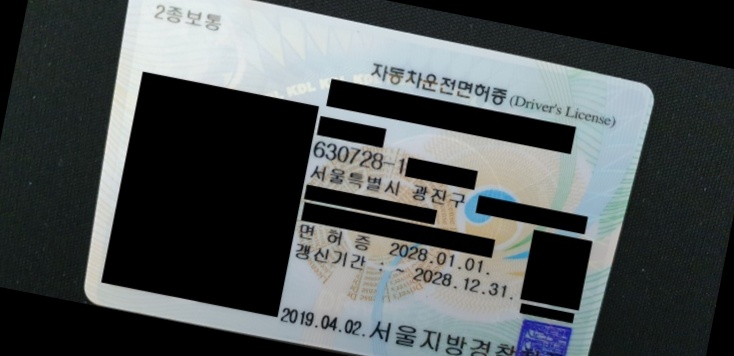 2종보통
자동차운전면허증 (Driver's License)
630728-1
서울특별시 광진구
면 허 증 2028.01.01.
갱신기간 : ~ 2028.12.31.
2019.04.02. 서울지방경찰